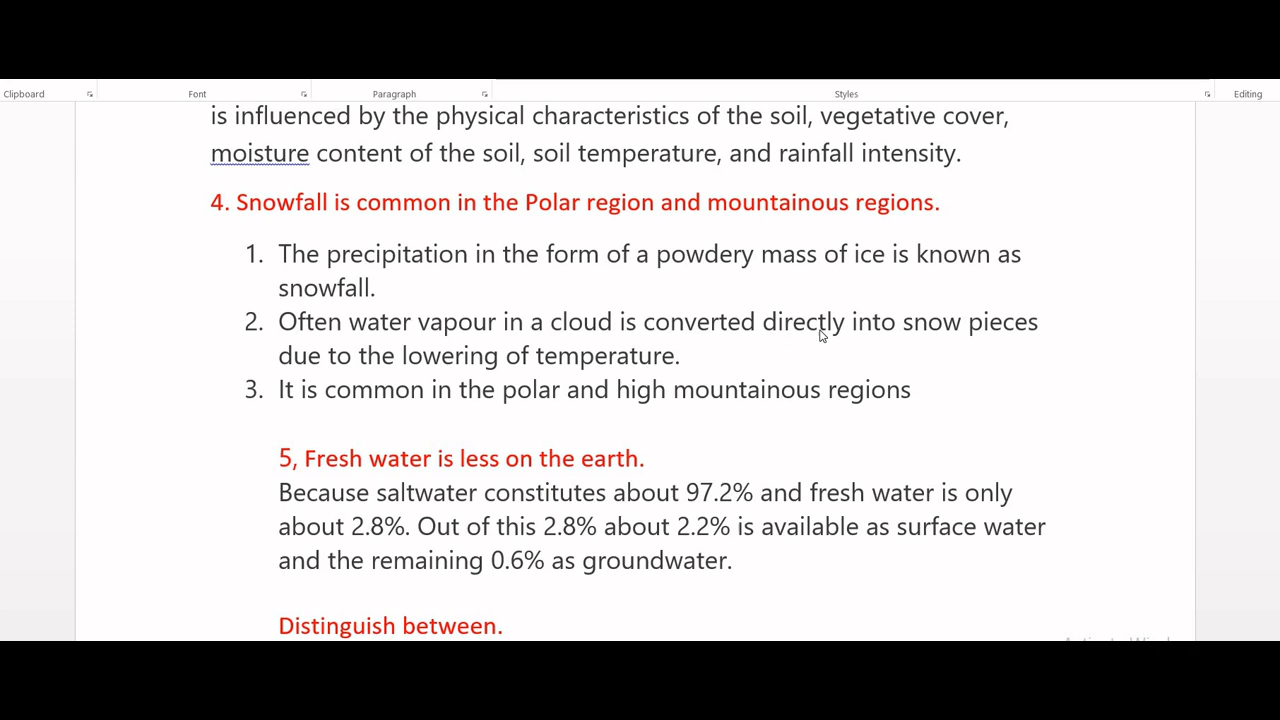 Clipboard Font Paragraph Styles Editing
is influenced by the physical characteristics of the soil, vegetative cover,
moisture content of the soil, soil temperature, and rainfall intensity.
4. Snowfall is common in the Polar region and mountainous regions.
1. The precipitation in the form of a powdery mass of ice is known as
snowfall.
2. Often water vapour in a cloud is converted directly into snow pieces
due to the lowering of temperature.
3. It is common in the polar and high mountainous regions
5, Fresh water is less on the earth.
Because saltwater constitutes about 97.2% and fresh water is only
about 2.8%. Out of this 2.8% about 2.2% is available as surface water
and the remaining 0.6% as groundwater.
Distinguish between.